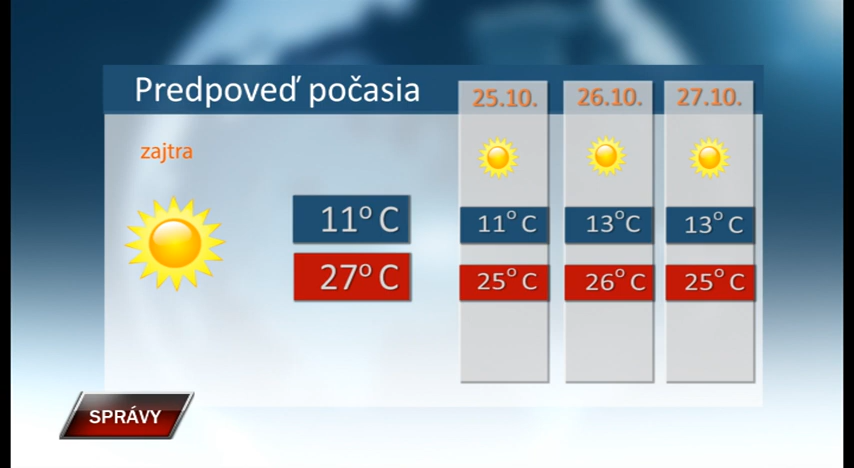 Predpoveď počasia
zajtra
11° C
27° C
25.10. 26.10. 27.10.
11° C 13°C 13° C
25° C 26° C 25° C
SPRÁVY